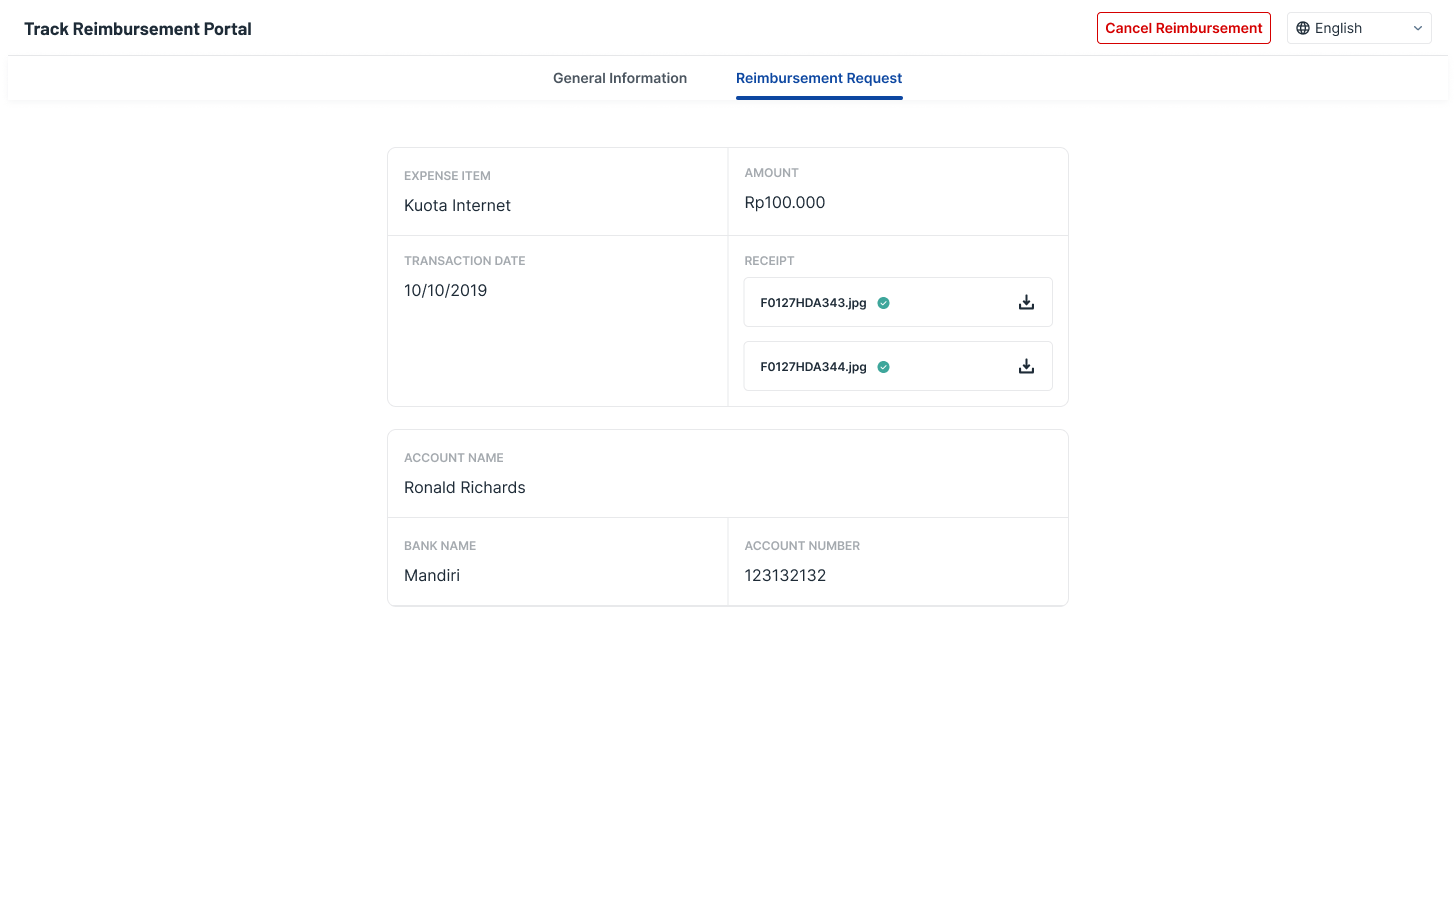 Track Reimbursement Portal
Cancel Reimbursement
English
General Information
Reimbursement Request
EXPENSE ITEM
Kuota Internet
AMOUNT
Rp100.000
TRANSACTION DATE
10/10/2019
RECEIPT
F0127HDA343.jpg
F0127HDA344.jpg
ACCOUNT NAME
Ronald Richards
BANK NAME
Mandiri
ACCOUNT NUMBER
123132132